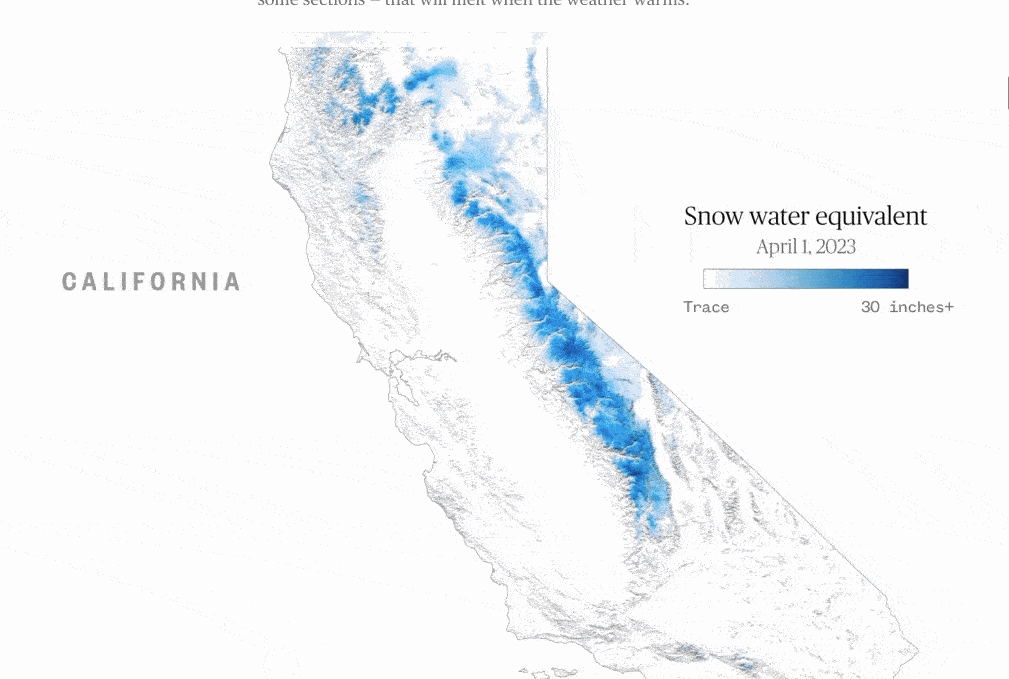 some sections – that will melt when the weather warms.
Snow water equivalent
April 1, 2023
CALIFORNIA
Trace 30 inches+